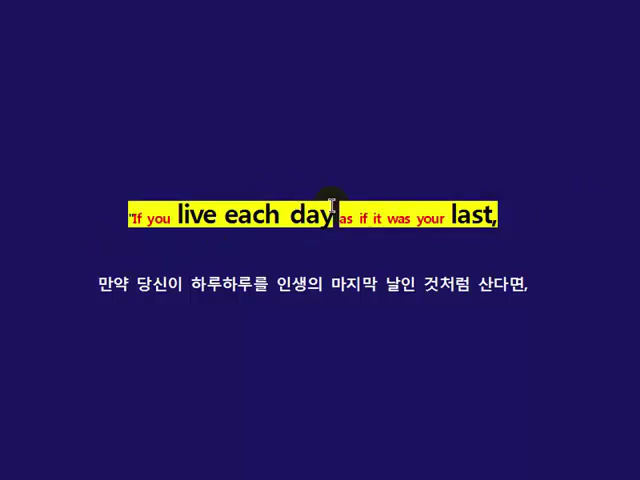 "If you live each day as if it was your last,
만약 당신이 하루하루를 인생의 마지막 날인 것처럼 산다면,